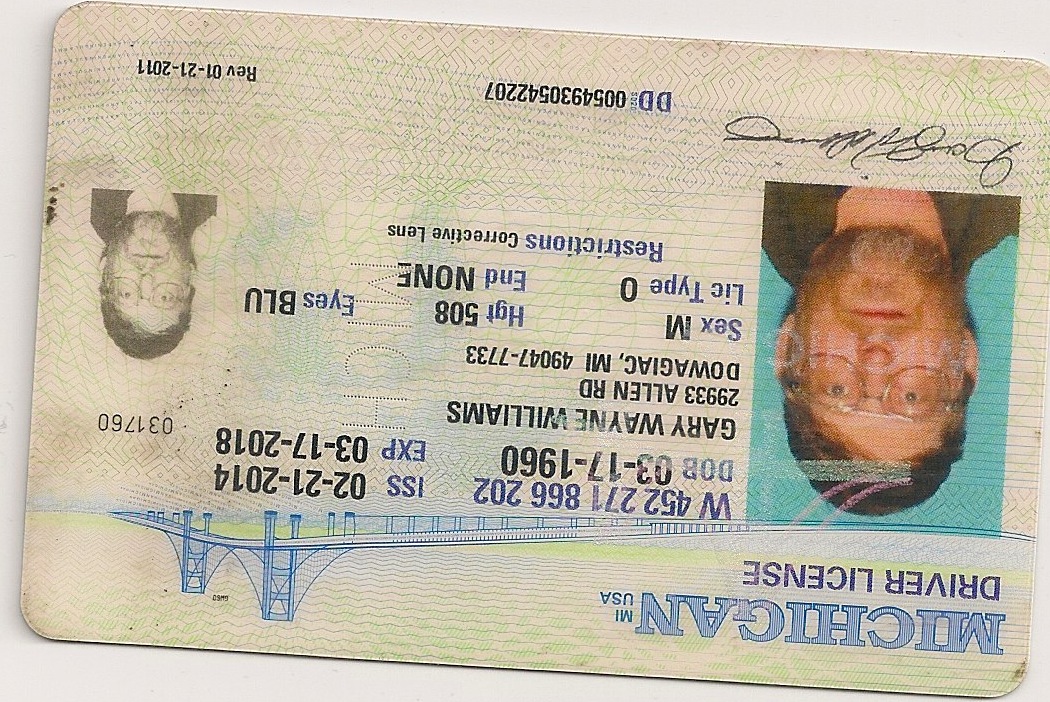 MICHIGAN MI
USA
DRIVER LICENSE
W 452 271 866 202
ISS 02-21-2014
DOB 03-17-1960
EXP 03-17-2018
GARY WAYNE WILLIAMS
29933 ALLEN RD
DOWAGIAC, MI 49047-7733
031760
Sex M Hgt 508 Eyes BLU
Lic Type O End NONE
Restrictions Corrective Lens
DD 0054930542207
Rev 01-21-2011